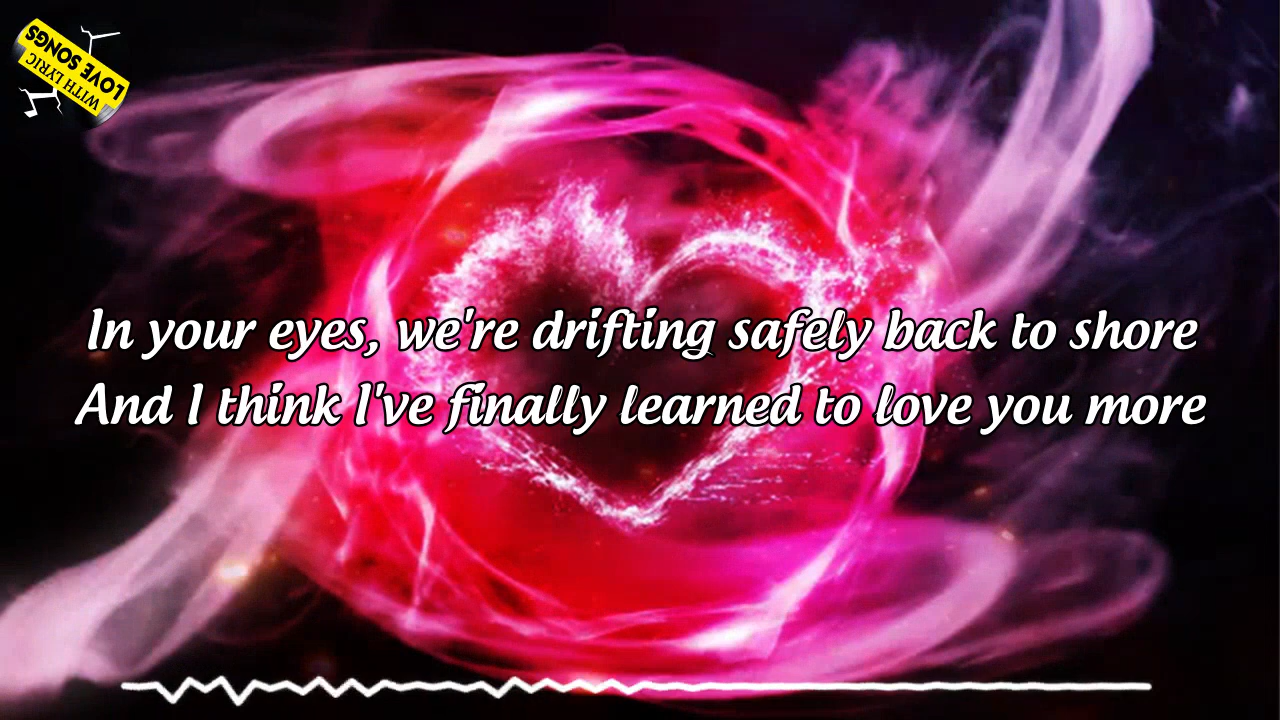 LOVE SONGS
WITH LYRIC
In your eyes, we're drifting safely back to shore
And I think I've finally learned to love you more